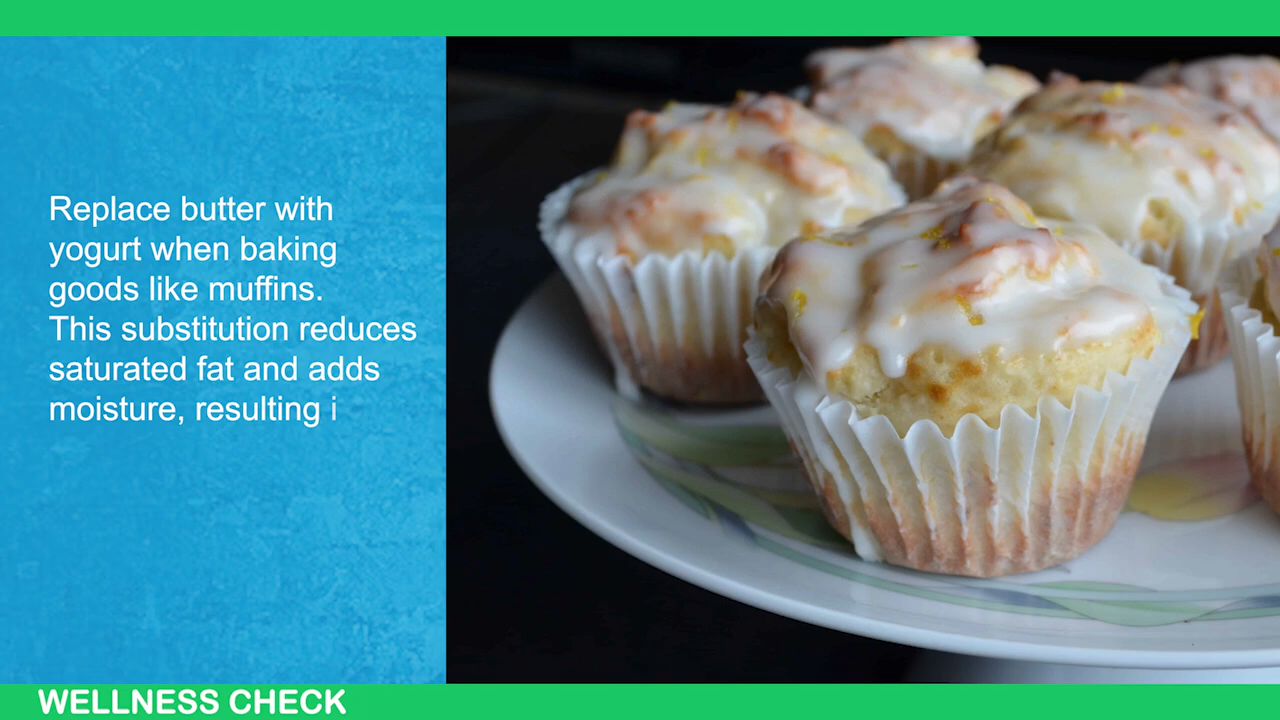 Replace butter with
yogurt when baking
goods like muffins.
This substitution reduces
saturated fat and adds
moisture, resulting i
WELLNESS CHECK